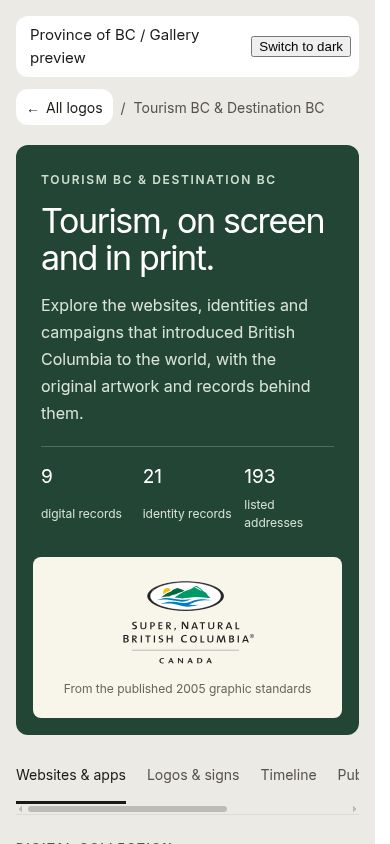 Province of BC / Gallery
preview
Switch to dark
← All logos / Tourism BC & Destination BC
TOURISM BC & DESTINATION BC
Tourism, on screen
and in print.
Explore the websites, identities and
campaigns that introduced British
Columbia to the world, with the
original artwork and records behind
them.
9 21 193
digital records identity records listed
addresses
SUPER, NATURAL
BRITISH COLUMBIA®
CANADA
From the published 2005 graphic standards
Websites & apps Logos & signs Timeline Pub
DIGITAL COLLECTION